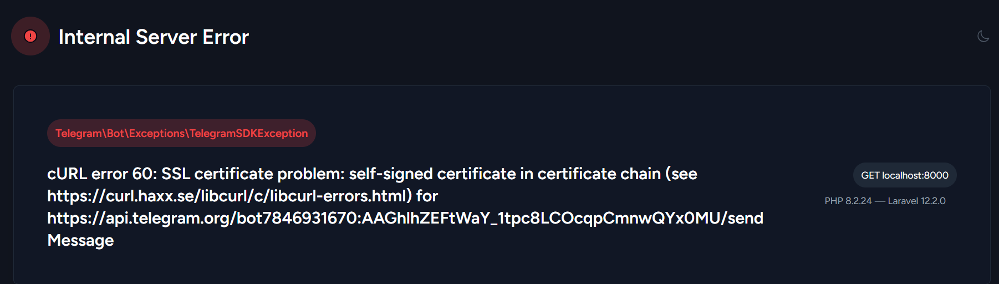 Internal Server Error
Telegram\Bot\Exceptions\TelegramSDKException
cURL error 60: SSL certificate problem: self-signed certificate in certificate chain (see
https://curl.haxx.se/libcurl/c/libcurl-errors.html) for
https://api.telegram.org/bot7846931670:AAGhlhZEFtWaY_1tpc8LCOcqpCmnwQYx0MU/send
Message
GET localhost:8000
PHP 8.2.24 — Laravel 12.2.0